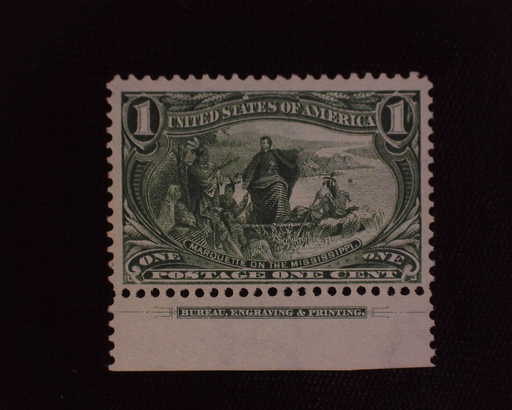 1 1
UNITED STATES OF AMERICA
MARQUETTE ON THE MISSISSIPPI.
ONE ONE
POSTAGE ONE CENT
BUREAU, ENGRAVING & PRINTING.